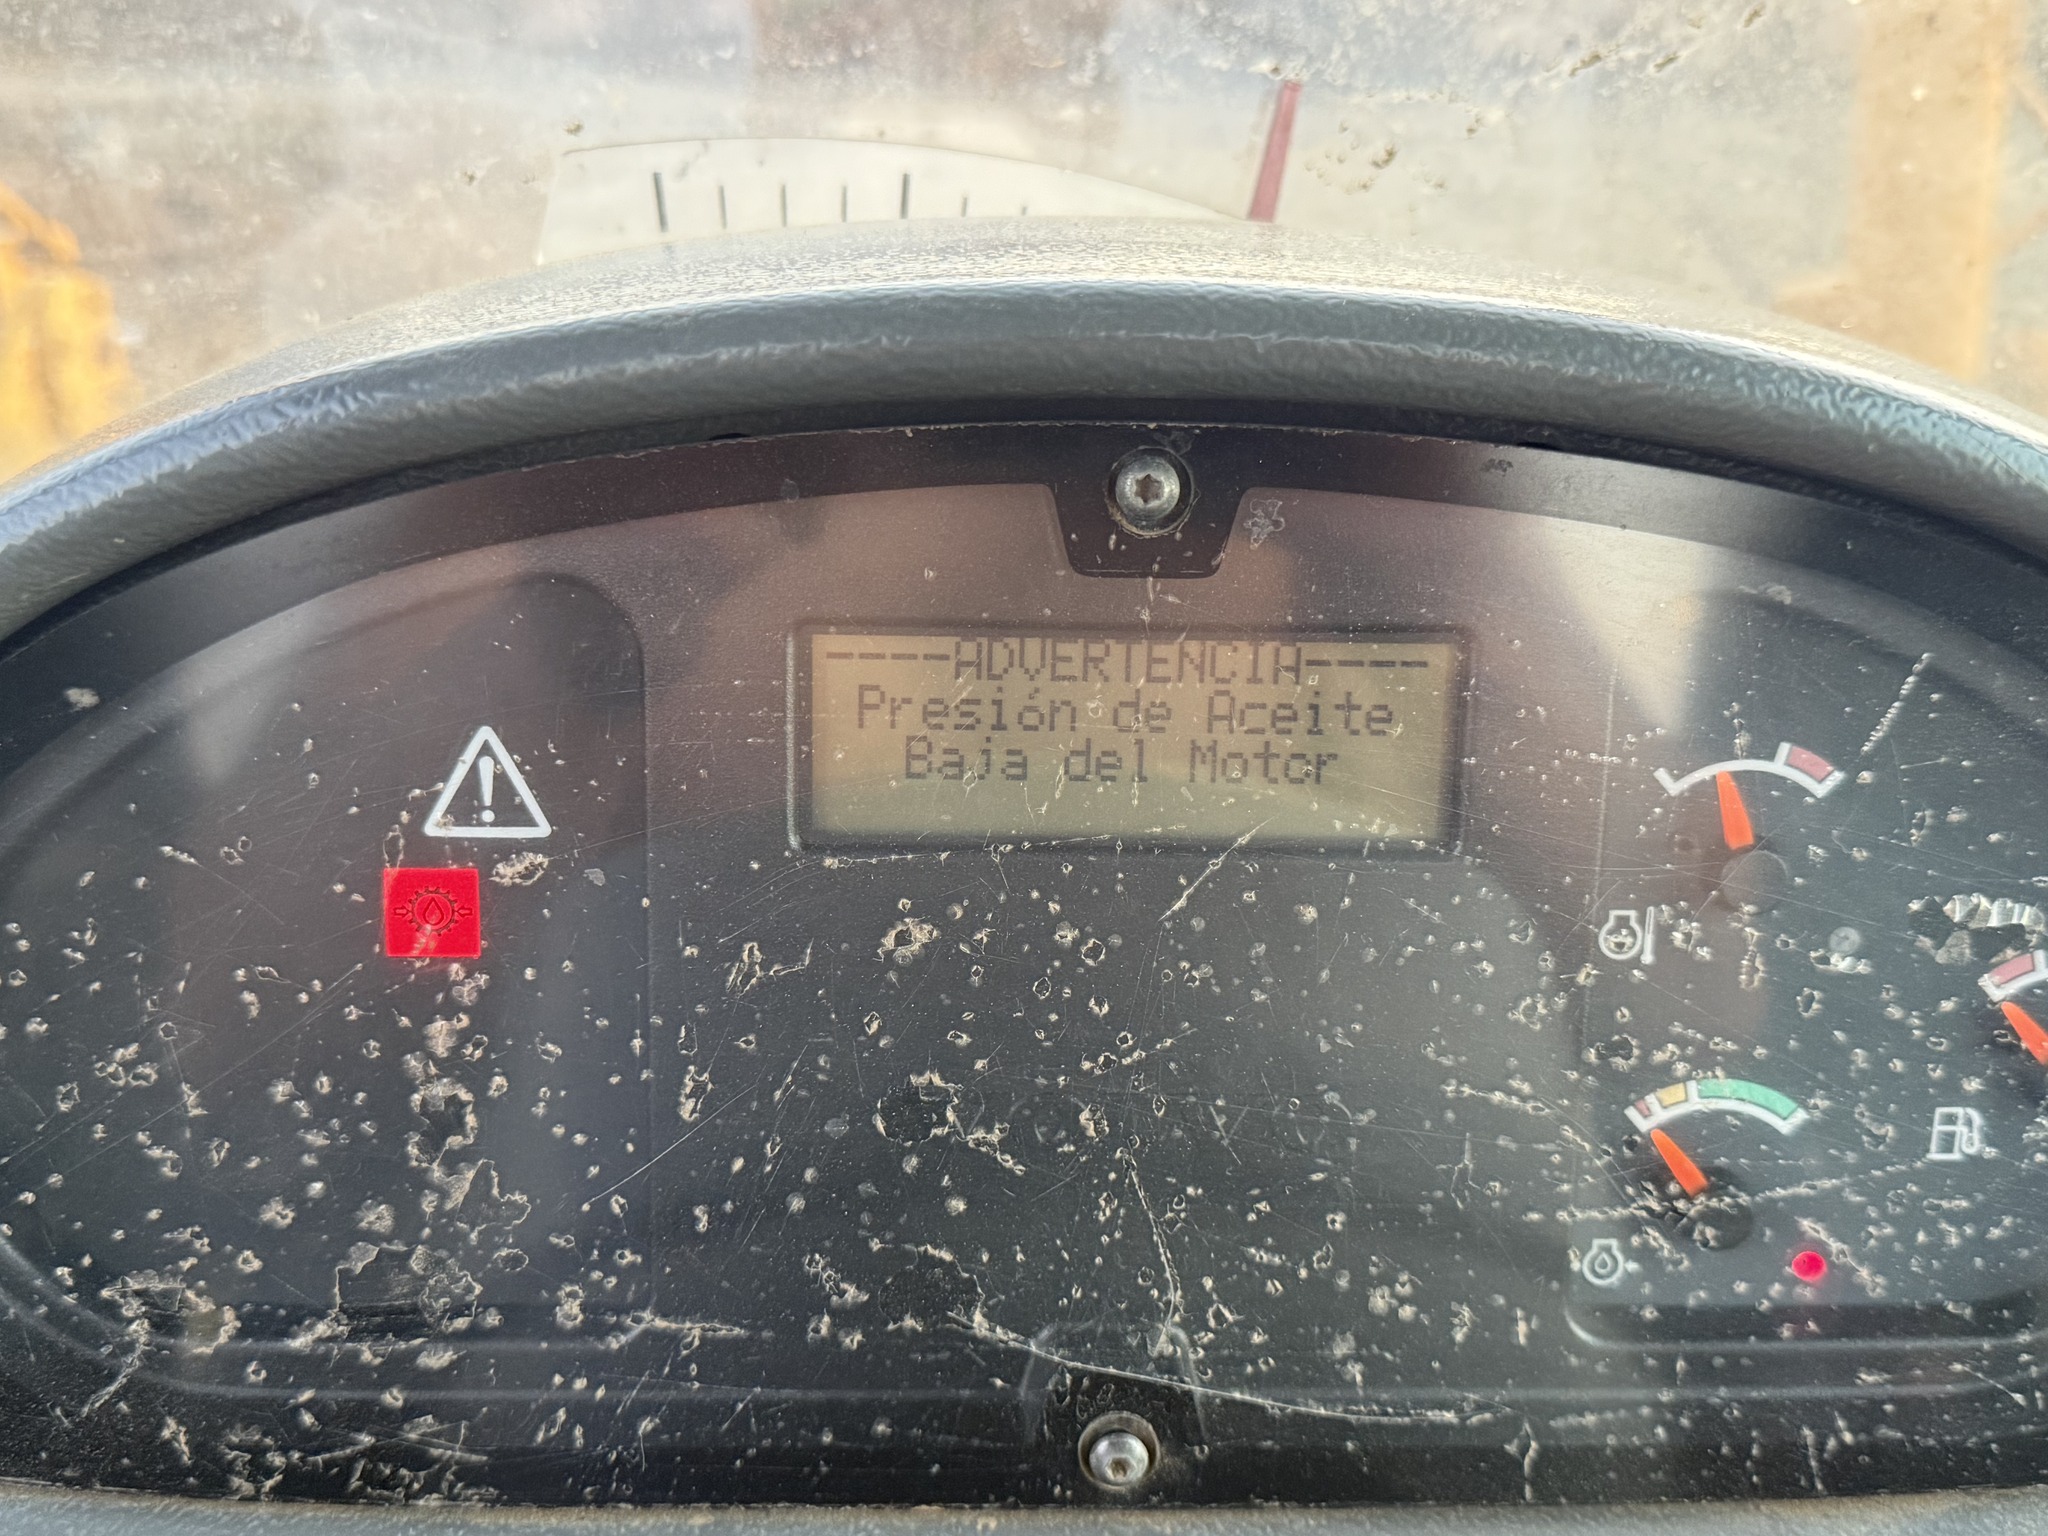 ----ADVERTENCIA----
Presión de Aceite
Baja del Motor